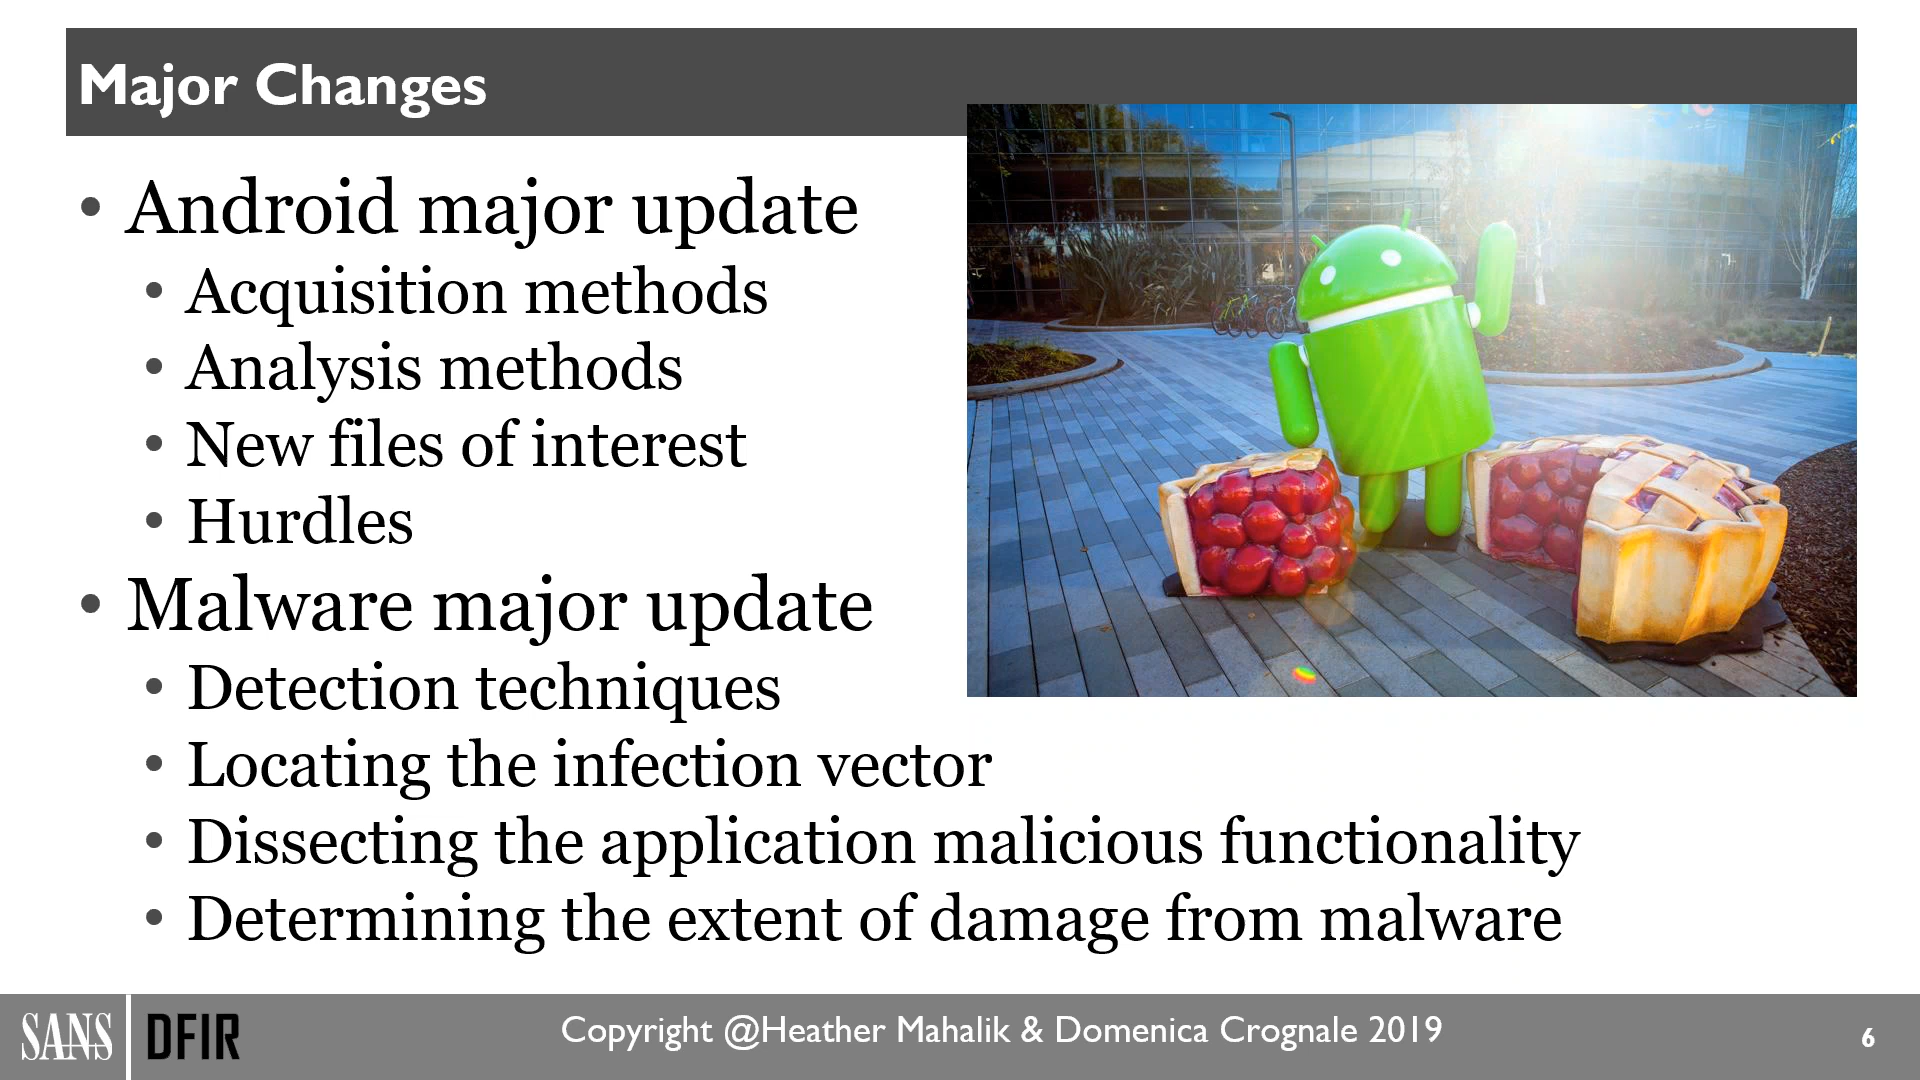 Major Changes
• Android major update
• Acquisition methods
• Analysis methods
• New files of interest
• Hurdles
• Malware major update
• Detection techniques
• Locating the infection vector
• Dissecting the application malicious functionality
• Determining the extent of damage from malware
SANS DFIR
Copyright @Heather Mahalik & Domenica Crognale 2019
6